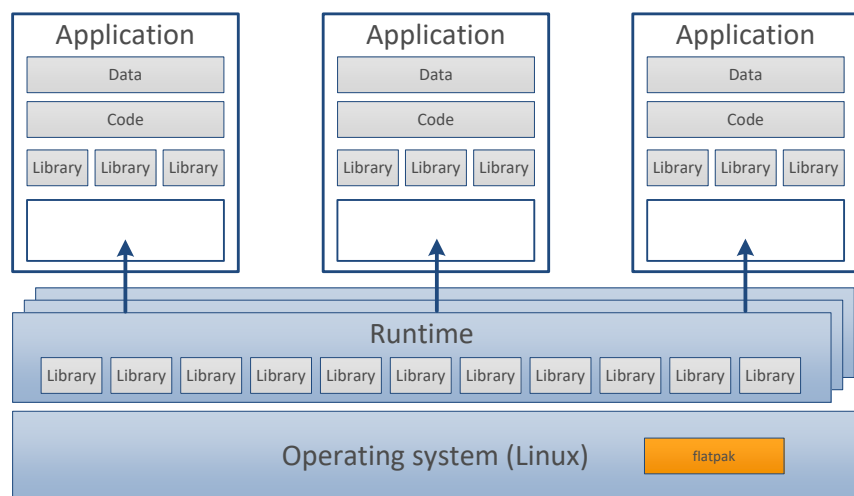 Application Application Application
Data Data Data
Code Code Code
Library Library Library Library Library Library Library Library Library
Runtime
Library Library Library Library Library Library Library Library Library Library Library
Operating system (Linux) flatpak